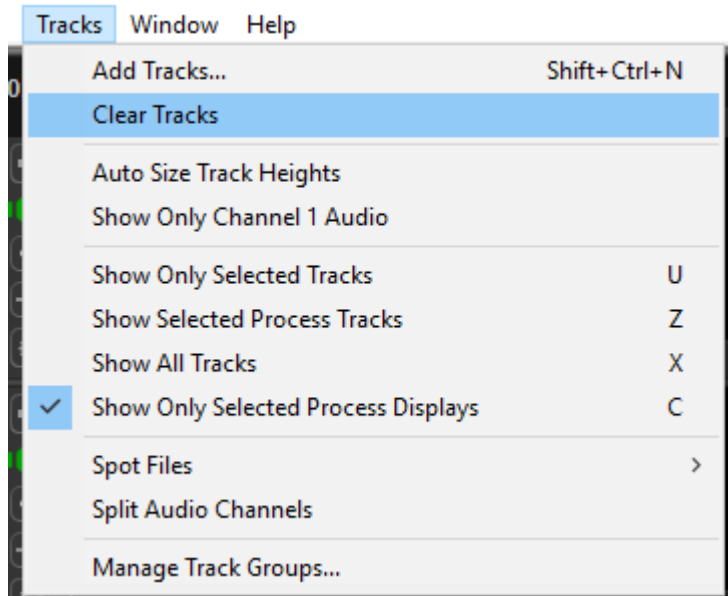 Tracks Window Help
0
Add Tracks... Shift+Ctrl+N
Clear Tracks
Auto Size Track Heights
Show Only Channel 1 Audio
Show Only Selected Tracks U
Show Selected Process Tracks Z
Show All Tracks X
Show Only Selected Process Displays C
Spot Files
Split Audio Channels
Manage Track Groups...